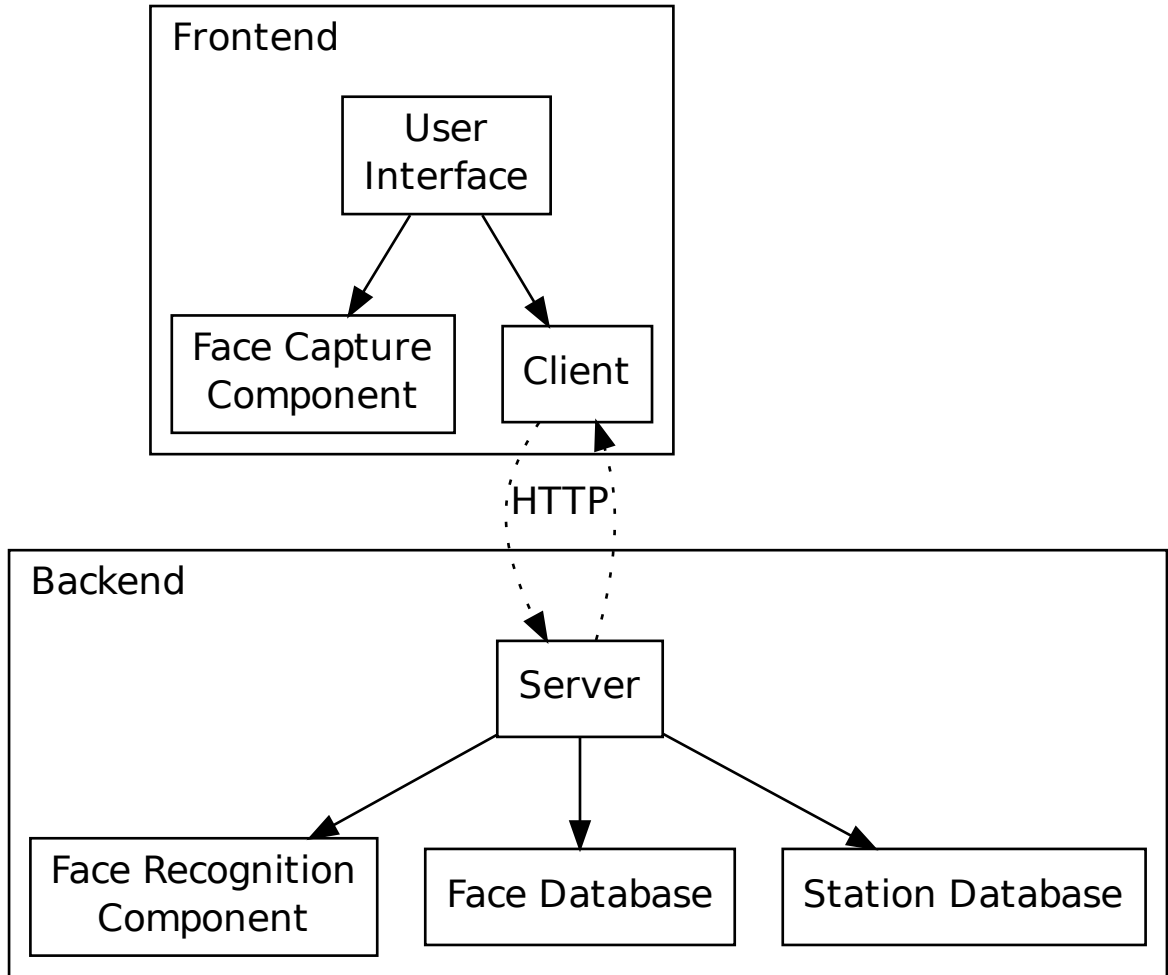 Frontend
User
Interface
Face Capture
Component
Client
HTTP
Backend
Server
Face Recognition
Component
Face Database
Station Database